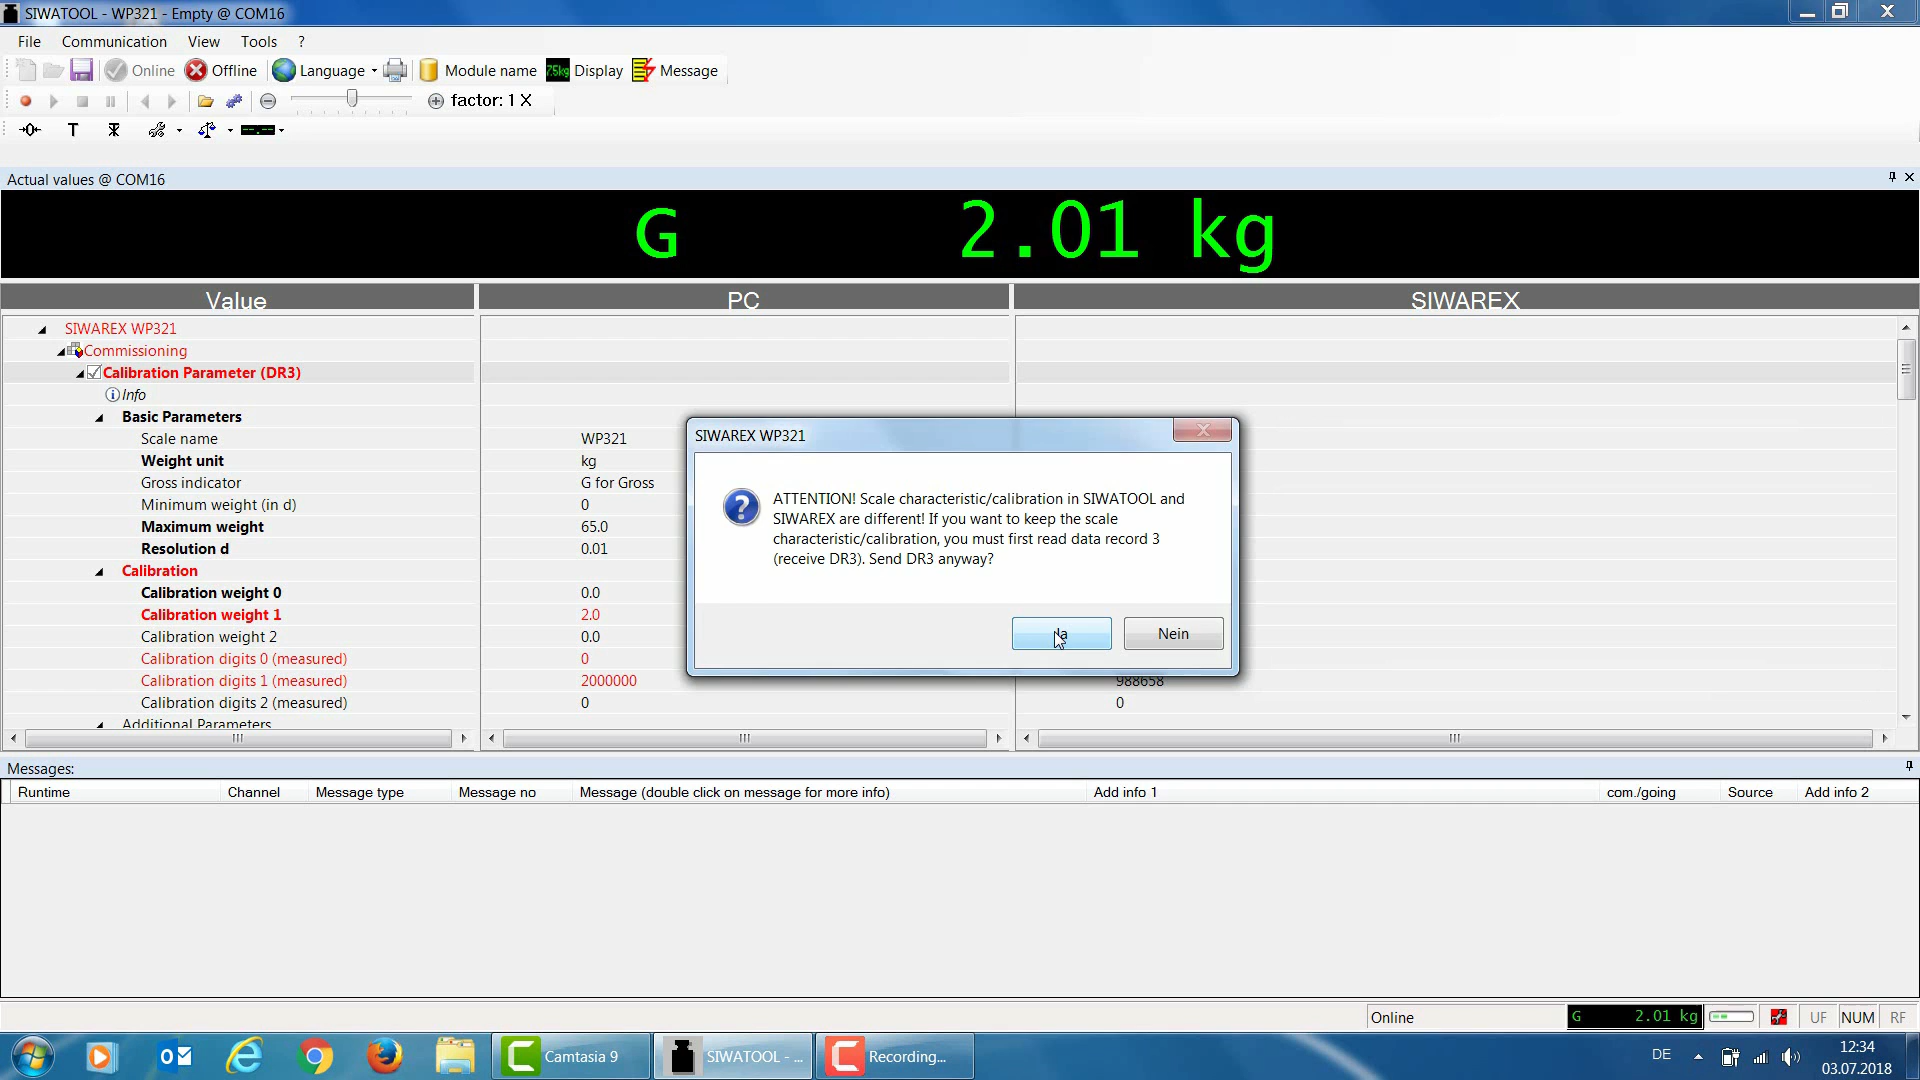 SIWATOOL - WP321 - Empty @ COM16
File Communication View Tools ?
Online Offline Language 7.5kg Module name Display Message
factor: 1 X
T
Actual values @ COM16
G 2.01 kg
Value PC SIWAREX
SIWAREX WP321
Commissioning
Calibration Parameter (DR3)
Info
Basic Parameters
Scale name WP321
Weight unit kg
Gross indicator G for Gross
Minimum weight (in d) 0
Maximum weight 65.0
Resolution d 0.01
Calibration
Calibration weight 0 0.0
Calibration weight 1 2.0
Calibration weight 2 0.0
Calibration digits 0 (measured) 0
Calibration digits 1 (measured) 2000000 988658
Calibration digits 2 (measured) 0 0
Additional Parameters
SIWAREX WP321
ATTENTION! Scale characteristic/calibration in SIWATOOL and
SIWAREX are different! If you want to keep the scale
characteristic/calibration, you must first read data record 3
(receive DR3). Send DR3 anyway?
Ja Nein
Messages:
Runtime Channel Message type Message no Message (double click on message for more info) Add info 1 com./going Source Add info 2
Online G 2.01 kg UF NUM RF
Camtasia 9 SIWATOOL - ... Recording... DE 12:34
03.07.2018